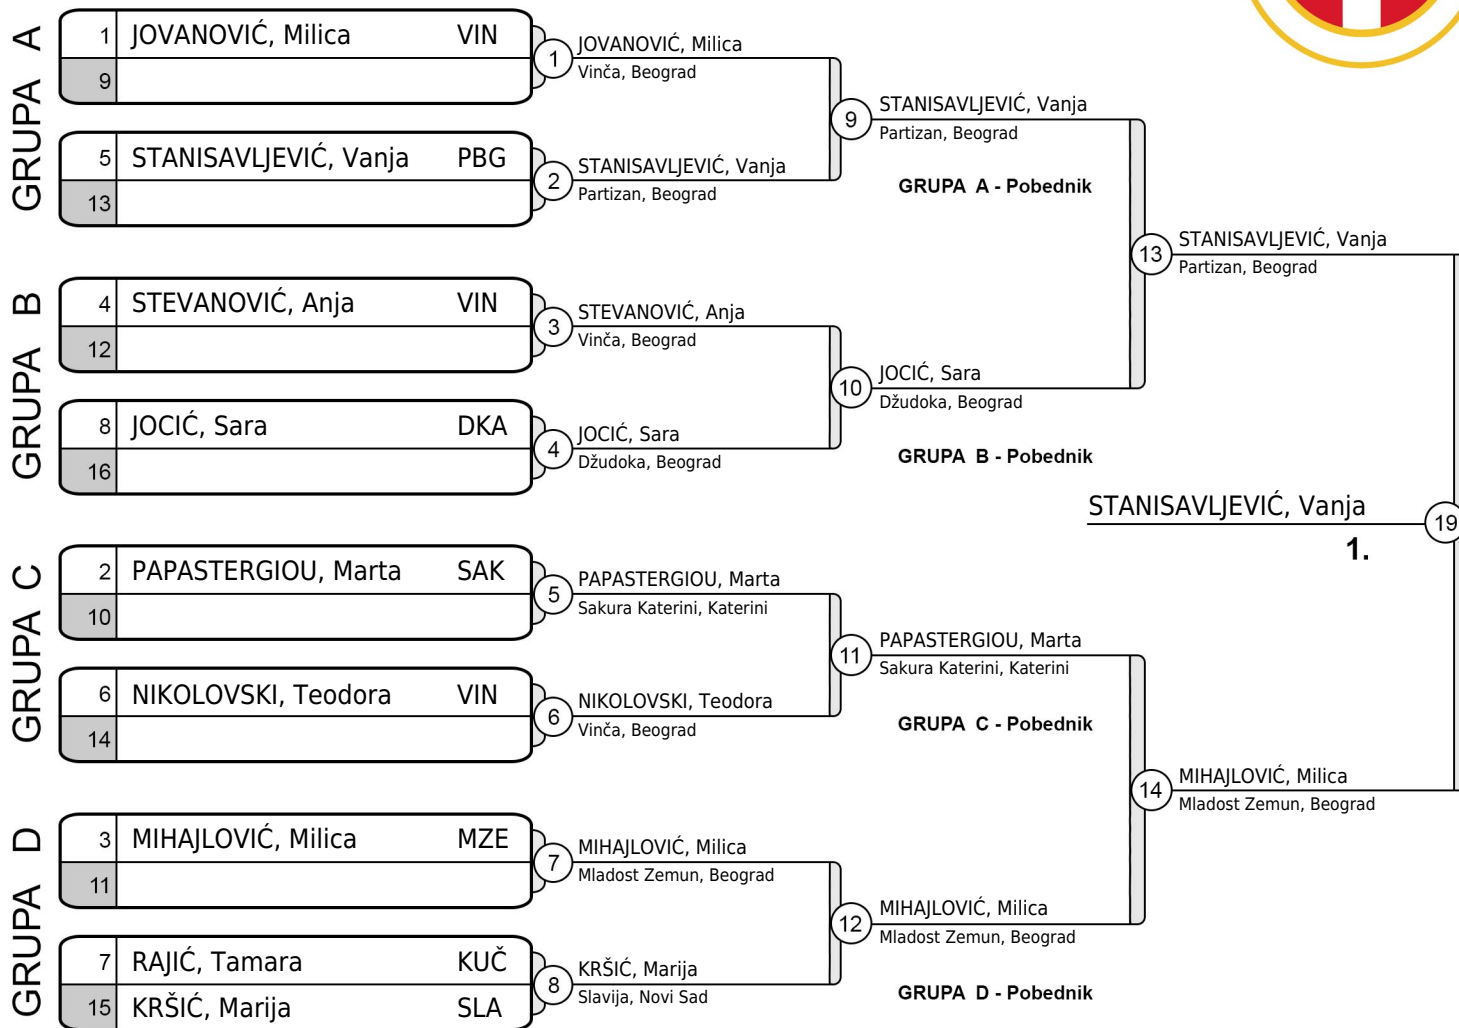 GRUPA A
1 JOVANOVIĆ, Milica VIN
9
5 STANISAVLJEVIĆ, Vanja PBG
13
1
JOVANOVIĆ, Milica
Vinča, Beograd
2
STANISAVLJEVIĆ, Vanja
Partizan, Beograd
9
STANISAVLJEVIĆ, Vanja
Partizan, Beograd
GRUPA A - Pobednik
GRUPA B
4 STEVANOVIĆ, Anja VIN
12
8 JOCIĆ, Sara DKA
16
3
STEVANOVIĆ, Anja
Vinča, Beograd
4
JOCIĆ, Sara
Džudoka, Beograd
10
JOCIĆ, Sara
Džudoka, Beograd
GRUPA B - Pobednik
13
STANISAVLJEVIĆ, Vanja
Partizan, Beograd
STANISAVLJEVIĆ, Vanja
19
1.
GRUPA C
2 PAPASTERGIOU, Marta SAK
10
6 NIKOLOVSKI, Teodora VIN
14
5
PAPASTERGIOU, Marta
Sakura Katerini, Katerini
6
NIKOLOVSKI, Teodora
Vinča, Beograd
11
PAPASTERGIOU, Marta
Sakura Katerini, Katerini
GRUPA C - Pobednik
14
MIHAJLOVIĆ, Milica
Mladost Zemun, Beograd
GRUPA D
3 MIHAJLOVIĆ, Milica MZE
11
7 RAJIĆ, Tamara KUČ
15 KRŠIĆ, Marija SLA
7
MIHAJLOVIĆ, Milica
Mladost Zemun, Beograd
8
KRŠIĆ, Marija
Slavija, Novi Sad
12
MIHAJLOVIĆ, Milica
Mladost Zemun, Beograd
GRUPA D - Pobednik